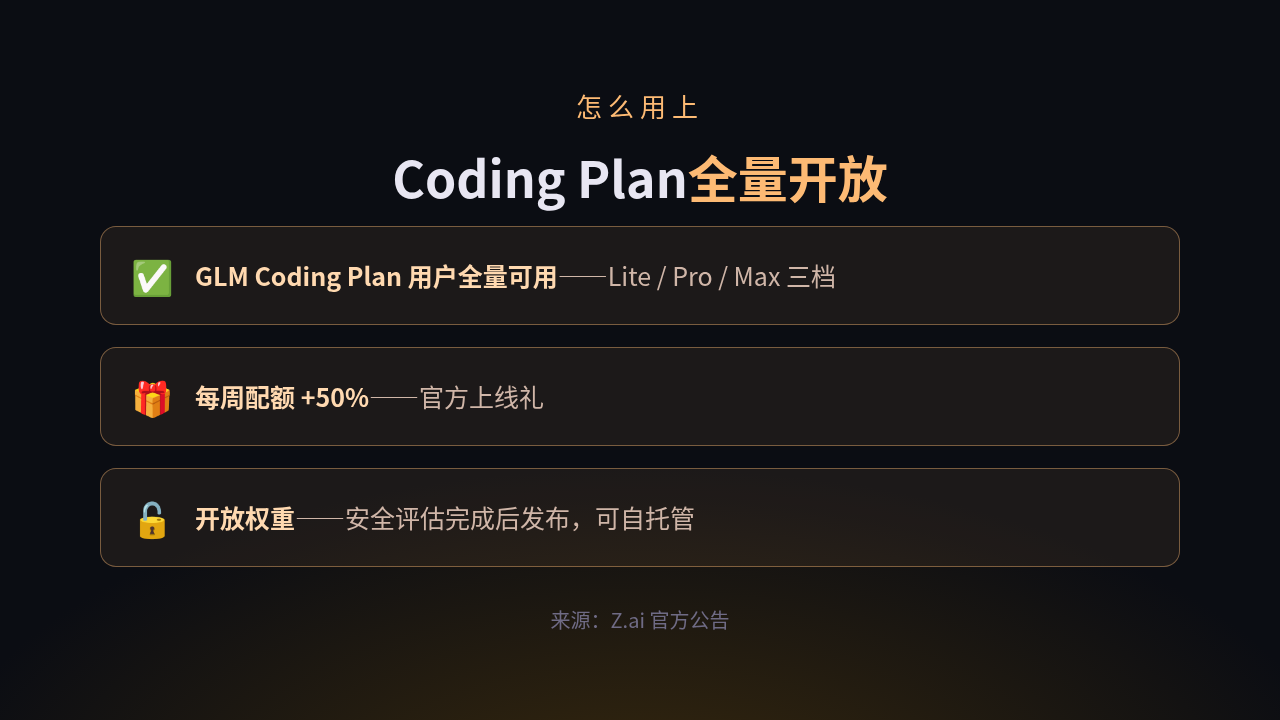 怎么用上
Coding Plan全量开放
✅ GLM Coding Plan 用户全量可用——Lite / Pro / Max 三档
🎁 每周配额 +50%——官方上线礼
🔓 开放权重——安全评估完成后发布，可自托管
来源：Z.ai 官方公告